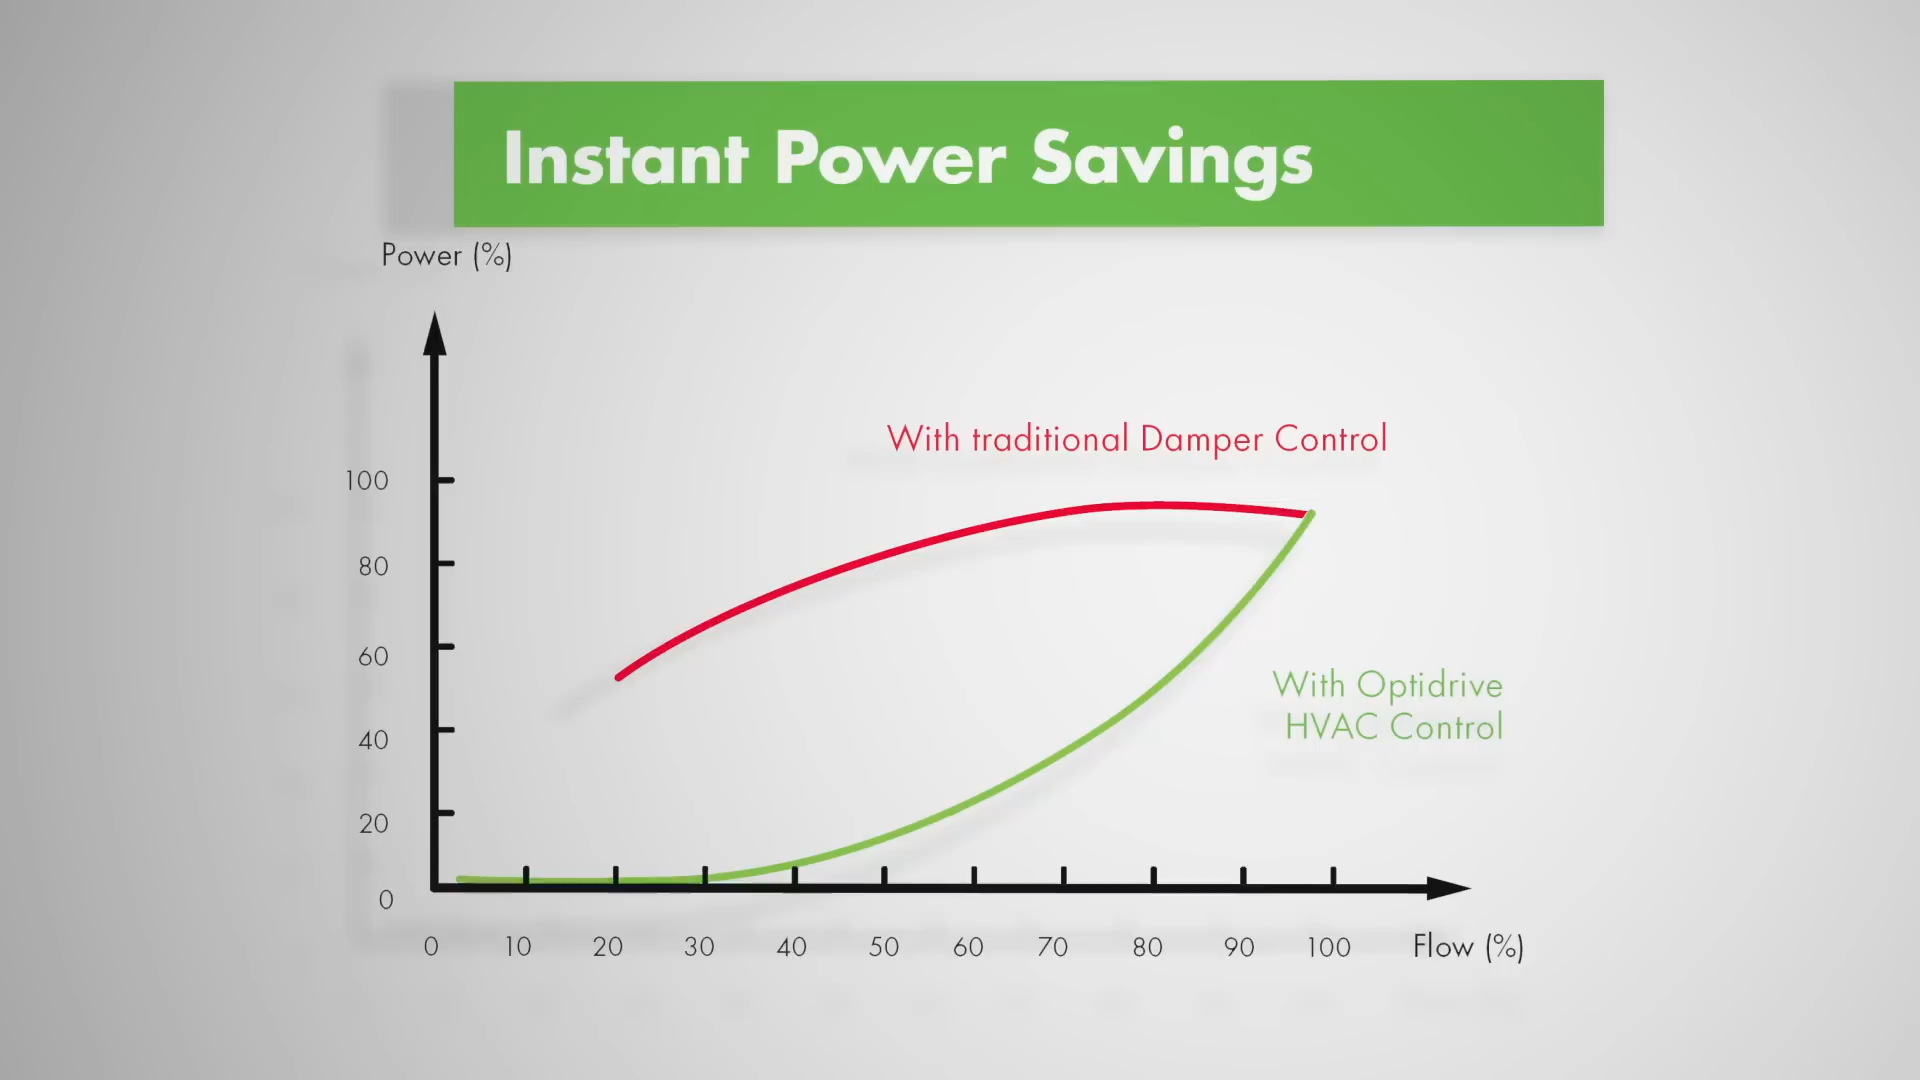 Instant Power Savings
Power (%)
With traditional Damper Control
100
80
60
40
20
0
With Optidrive
HVAC Control
0 10 20 30 40 50 60 70 80 90 100 Flow (%)